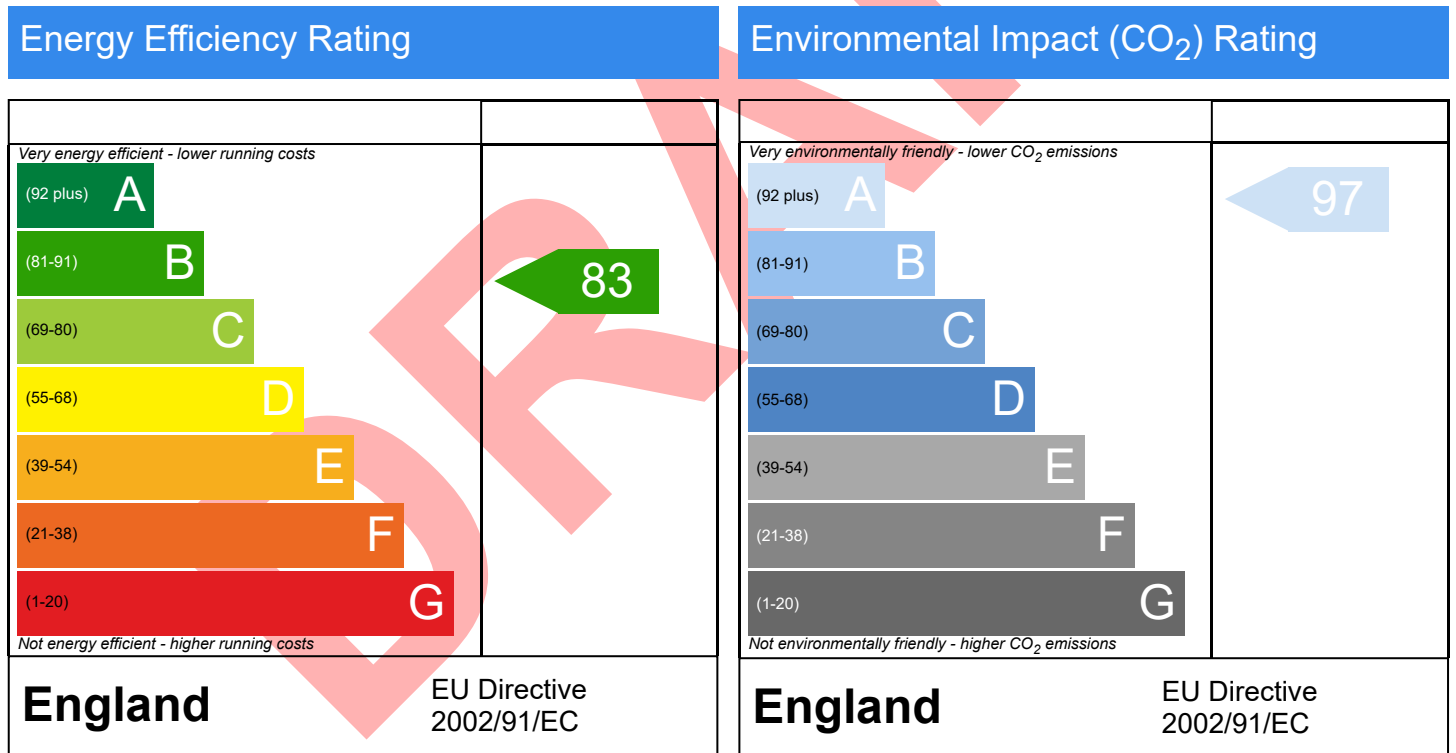 Energy Efficiency Rating
Very energy efficient - lower running costs
(92 plus) A
(81-91) B
83
(69-80) C
(55-68) D
(39-54) E
(21-38) F
(1-20) G
Not energy efficient - higher running costs
England
EU Directive
2002/91/EC
Environmental Impact (CO₂) Rating
Very environmentally friendly - lower CO₂ emissions
(92 plus) A
97
(81-91) B
(69-80) C
(55-68) D
(39-54) E
(21-38) F
(1-20) G
Not environmentally friendly - higher CO₂ emissions
England
EU Directive
2002/91/EC